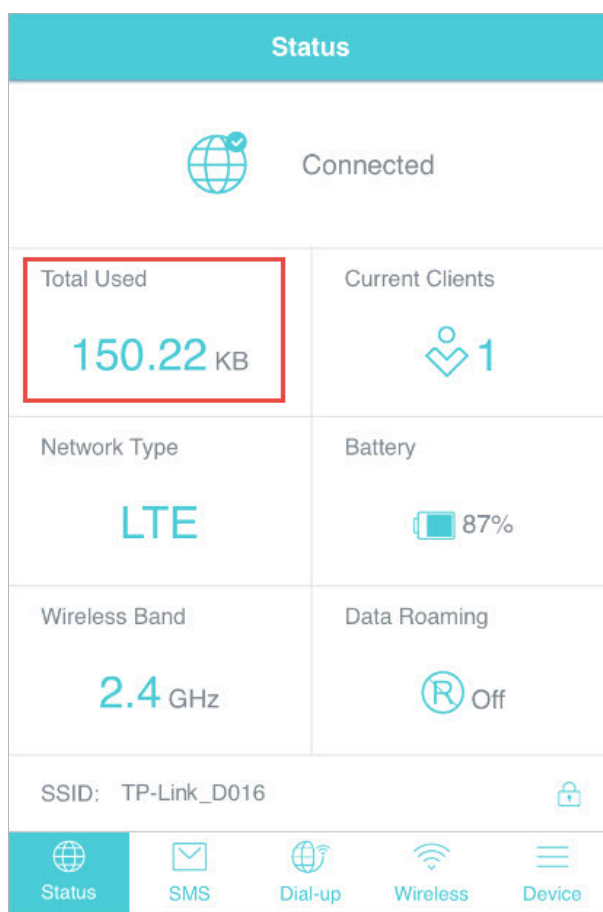 Status
Connected
Total Used
150.22 KB
Current Clients
1
Network Type
LTE
Battery
87%
Wireless Band
2.4 GHz
Data Roaming
R Off
SSID: TP-Link_D016
Status
SMS
Dial-up
Wireless
Device